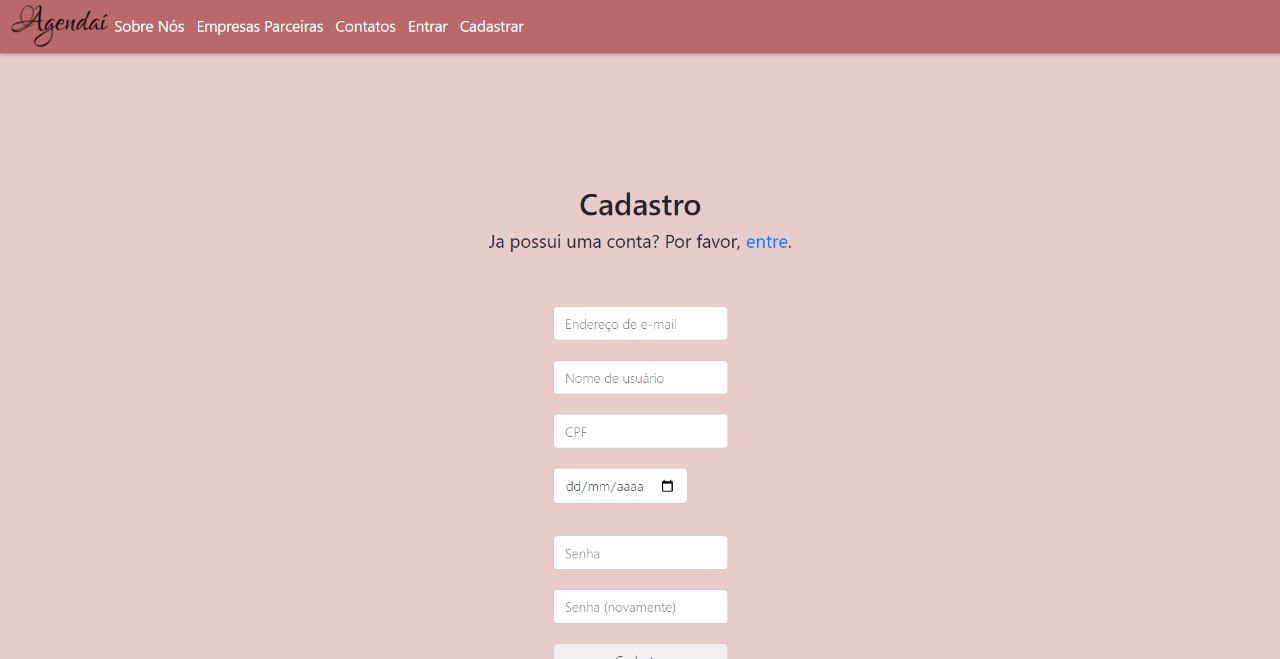 Agendaí Sobre Nós Empresas Parceiras Contatos Entrar Cadastrar
Cadastro
Ja possui uma conta? Por favor, entre.
Endereço de e-mail
Nome de usuário
CPF
dd/mm/aaaa
Senha
Senha (novamente)